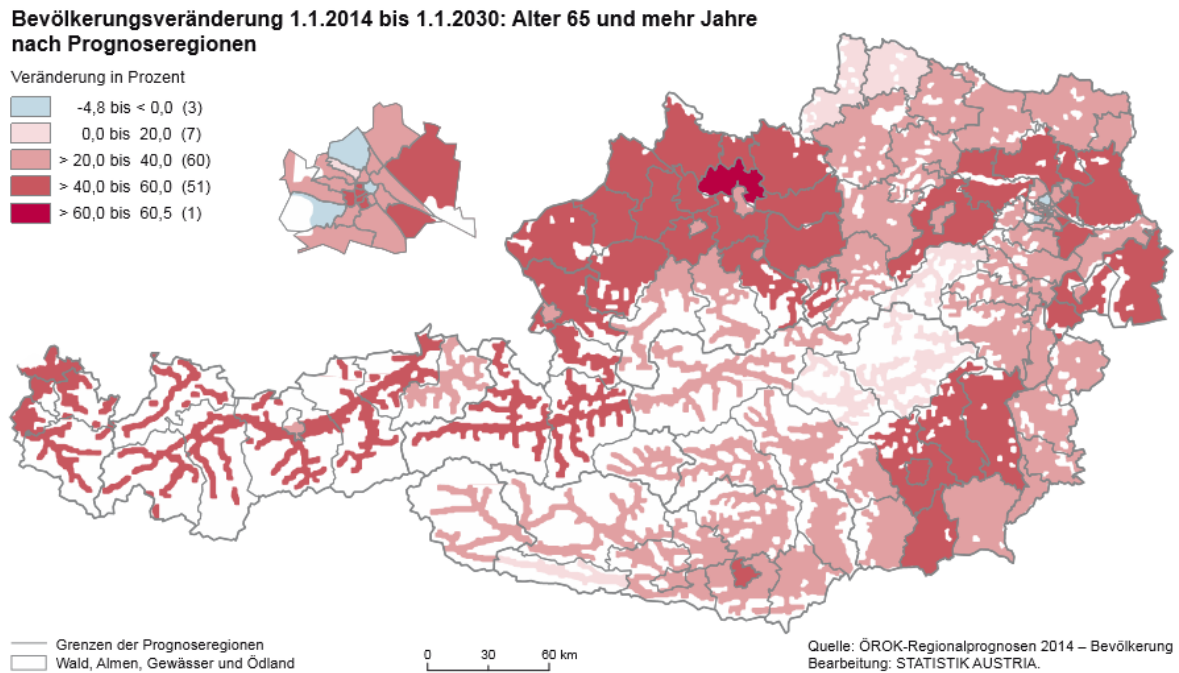 Bevölkerungsveränderung 1.1.2014 bis 1.1.2030: Alter 65 und mehr Jahre
nach Prognoseregionen
Veränderung in Prozent
-4,8 bis < 0,0 (3)
0,0 bis 20,0 (7)
> 20,0 bis 40,0 (60)
> 40,0 bis 60,0 (51)
> 60,0 bis 60,5 (1)
Grenzen der Prognoseregionen
Wald, Almen, Gewässer und Ödland
0 30 60 km
Quelle: ÖROK-Regionalprognosen 2014 – Bevölkerung
Bearbeitung: STATISTIK AUSTRIA.